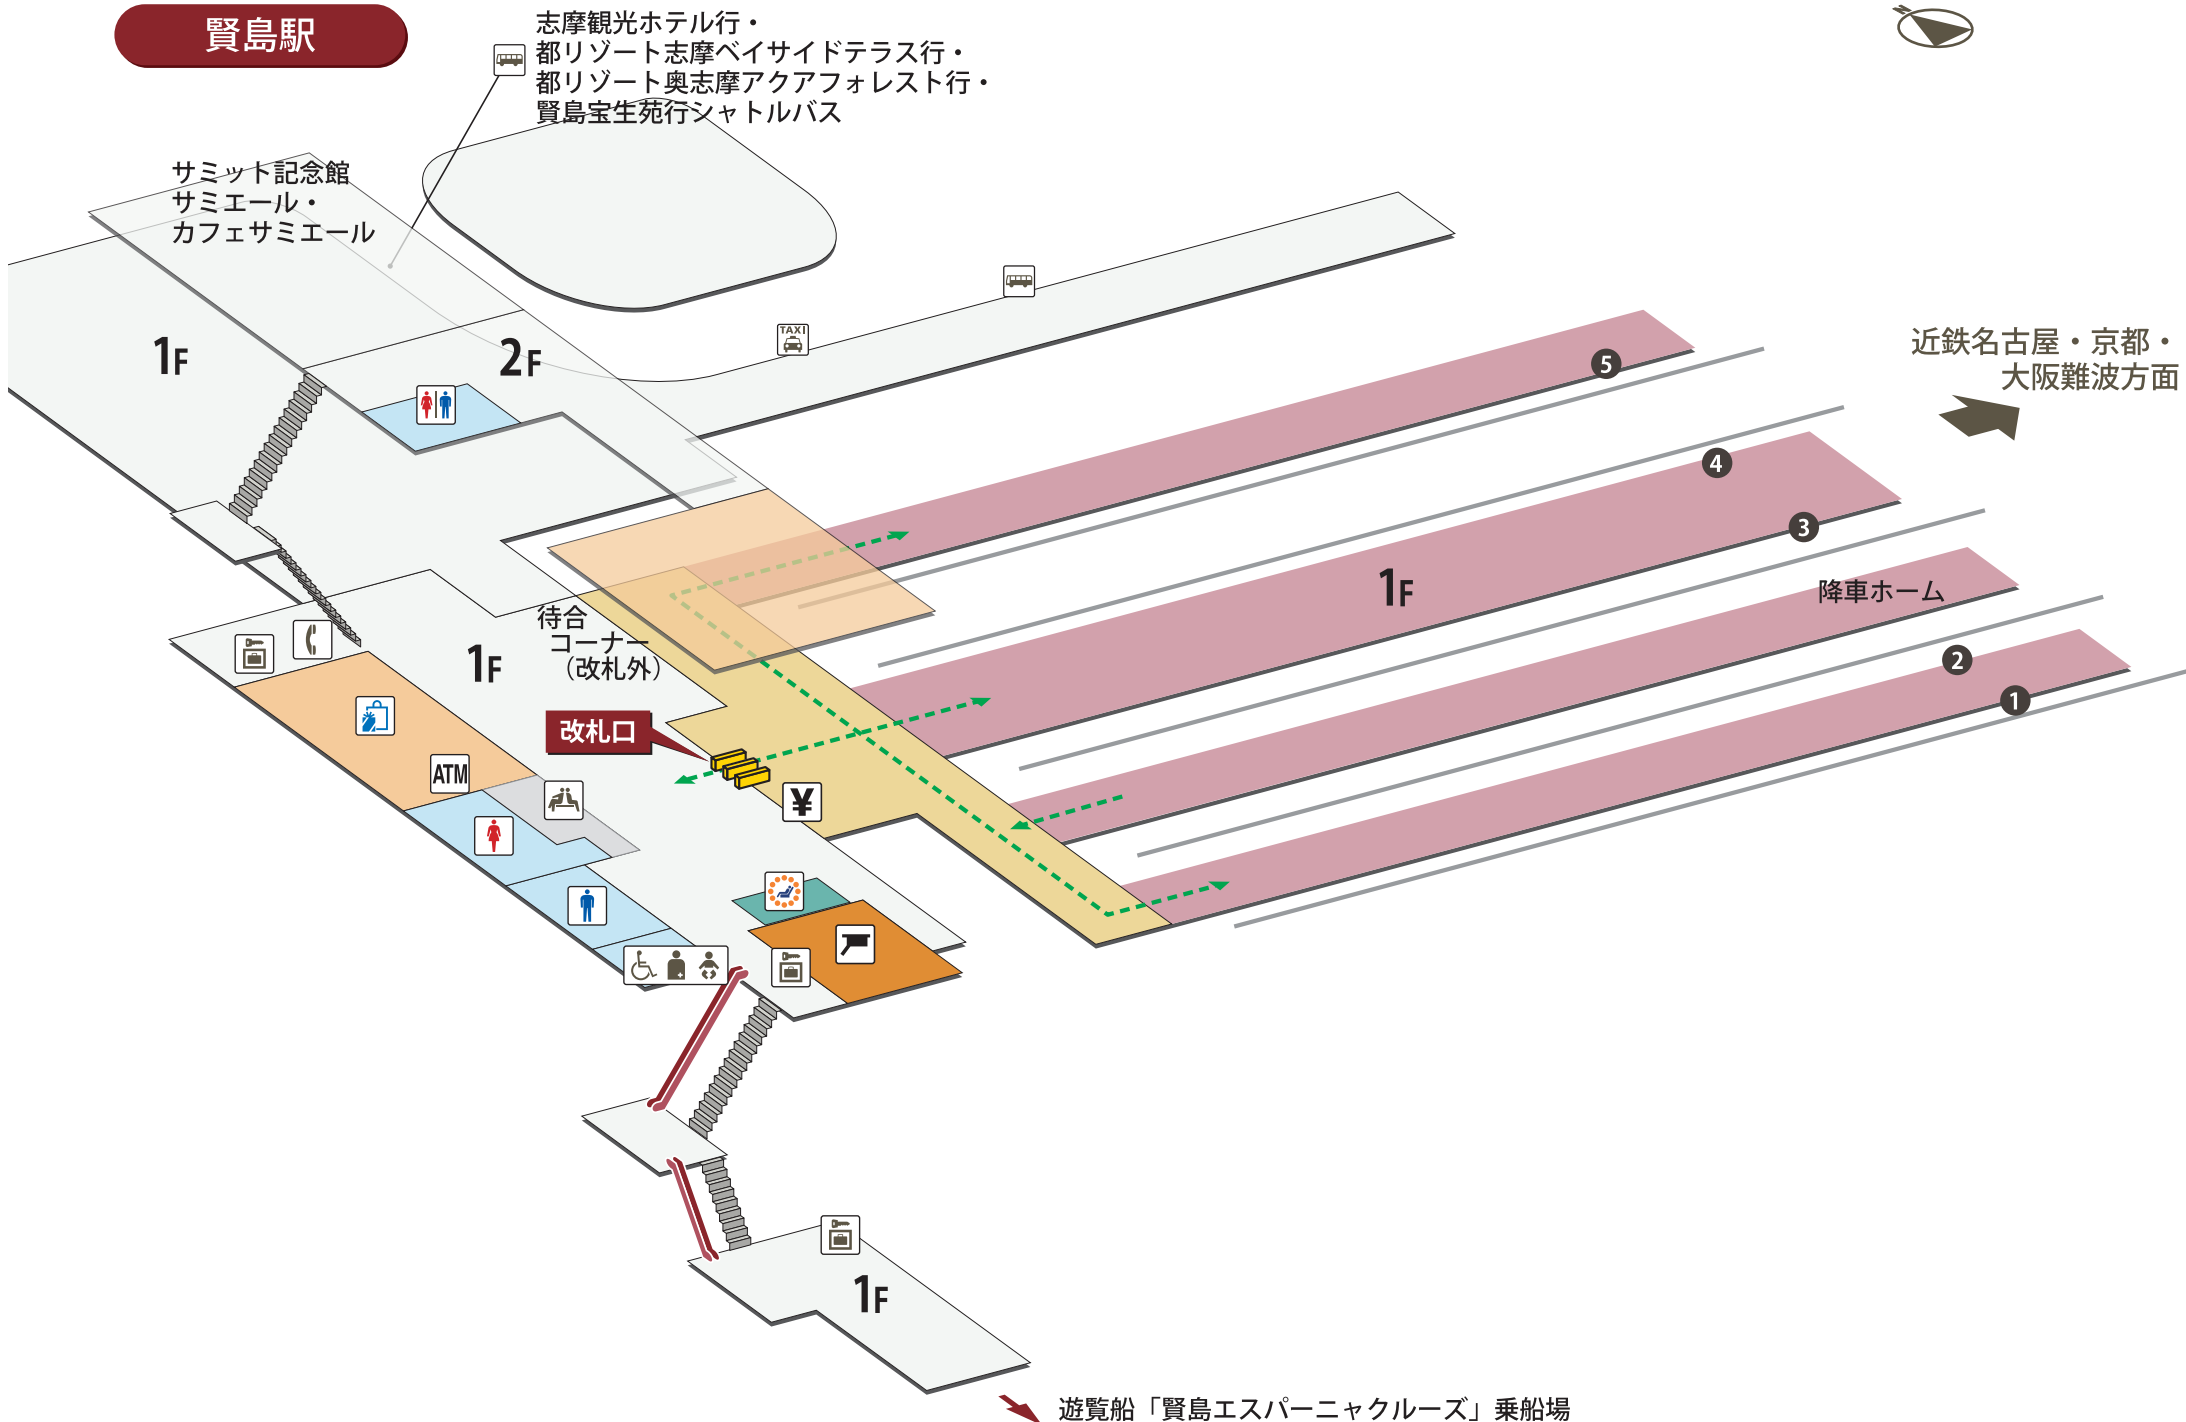 賢島駅
志摩観光ホテル行・
都リゾート志摩ベイサイドテラス行・
都リゾート奥志摩アクアフォレスト行・
賢島宝生苑行シャトルバス
サミット記念館
サミエール・
カフェサミエール
TAXI
1F
2F
5
近鉄名古屋・京都・
大阪難波方面
4
3
1F
降車ホーム
2
1
待合
コーナー
（改札外）
1F
改札口
ATM
¥
1F
遊覧船「賢島エスパーニャクルーズ」乗船場
N